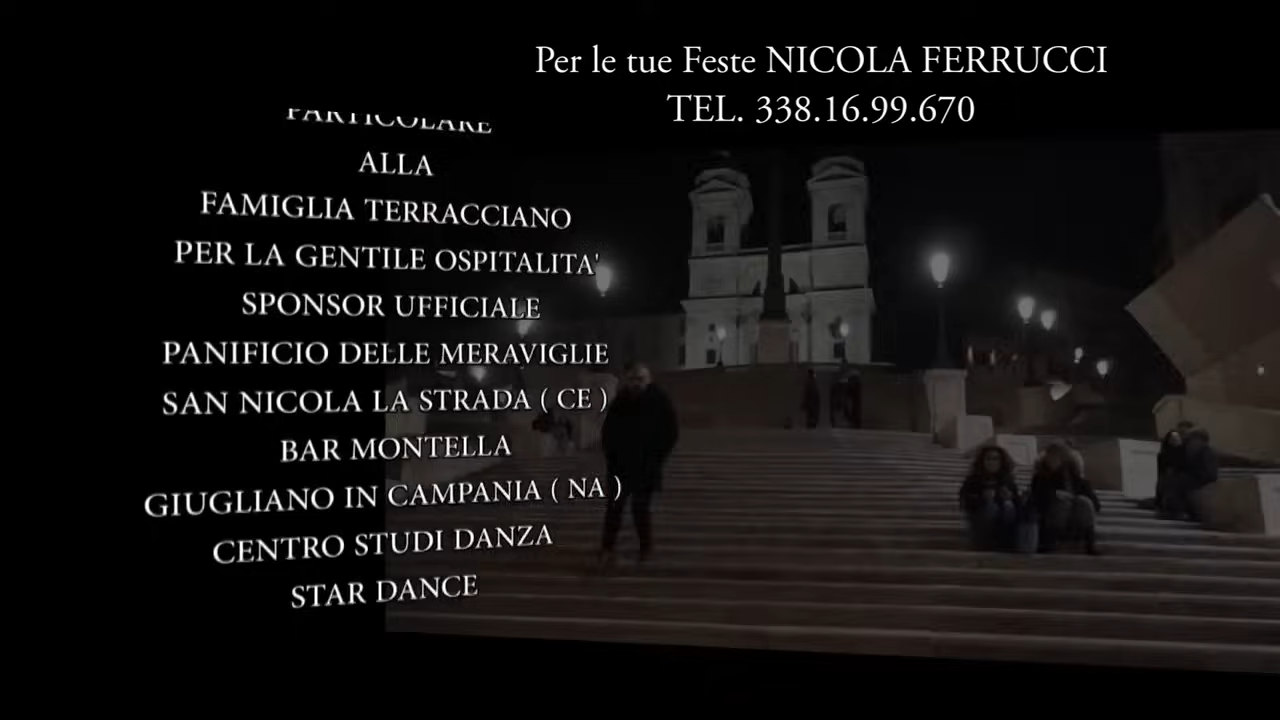 Per le tue Feste NICOLA FERRUCCI
TEL. 338.16.99.670
PARTICOLARE
ALLA
FAMIGLIA TERRACCIANO
PER LA GENTILE OSPITALITA'
SPONSOR UFFICIALE
PANIFICIO DELLE MERAVIGLIE
SAN NICOLA LA STRADA ( CE )
BAR MONTELLA
GIUGLIANO IN CAMPANIA ( NA )
CENTRO STUDI DANZA
STAR DANCE